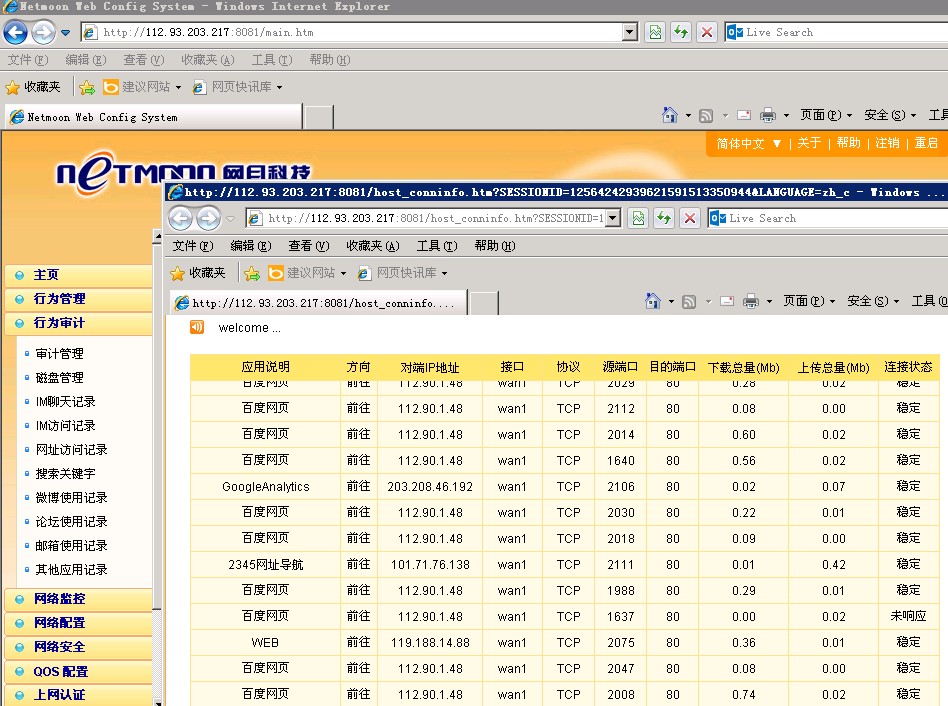 Netmoon Web Config System - Windows Internet Explorer
http://112.93.203.217:8081/main.htm
Live Search
文件(F) 编辑(E) 查看(V) 收藏夹(A) 工具(T) 帮助(H)
收藏夹 建议网站 网页快讯库
Netmoon Web Config System
页面(P) 安全(S)
简体中文 ▼ | 关于 | 帮助 | 注销 | 重启
NETMOON 网月科技
http://112.93.203.217:8081/host_conninfo.htm?SESSIONID=1256424293962159151335094&LANGUAGE=zh_c - Windows ...
http://112.93.203.217:8081/host_conninfo.htm?SESSIONID=1
Live Search
文件(F) 编辑(E) 查看(V) 收藏夹(A) 工具(T) 帮助(H)
收藏夹 建议网站 网页快讯库
http://112.93.203.217:8081/host_conninfo....
页面(P) 安全(S) 工具(O
主页
行为管理
行为审计
审计管理
磁盘管理
IM聊天记录
IM访问记录
网址访问记录
搜索关键字
微博使用记录
论坛使用记录
邮箱使用记录
其他应用记录
网络监控
网络配置
网络安全
QOS 配置
上网认证
welcome ...
应用说明 方向 对端IP地址 接口 协议 源端口 目的端口 下载总量(Mb) 上传总量(Mb) 连接状态
百度网页 前往 112.90.1.48 wan1 TCP 2029 80 0.28 0.02 稳定
百度网页 前往 112.90.1.48 wan1 TCP 2112 80 0.08 0.00 稳定
百度网页 前往 112.90.1.48 wan1 TCP 2014 80 0.60 0.02 稳定
百度网页 前往 112.90.1.48 wan1 TCP 1640 80 0.56 0.02 稳定
GoogleAnalytics 前往 203.208.46.192 wan1 TCP 2106 80 0.02 0.07 稳定
百度网页 前往 112.90.1.48 wan1 TCP 2030 80 0.22 0.01 稳定
百度网页 前往 112.90.1.48 wan1 TCP 2018 80 0.09 0.00 稳定
2345网址导航 前往 101.71.76.138 wan1 TCP 2111 80 0.01 0.42 稳定
百度网页 前往 112.90.1.48 wan1 TCP 1988 80 0.29 0.01 稳定
百度网页 前往 112.90.1.48 wan1 TCP 1637 80 0.00 0.02 未响应
WEB 前往 119.188.14.88 wan1 TCP 2075 80 0.36 0.01 稳定
百度网页 前往 112.90.1.48 wan1 TCP 2047 80 0.08 0.00 稳定
百度网页 前往 112.90.1.48 wan1 TCP 2008 80 0.74 0.02 稳定